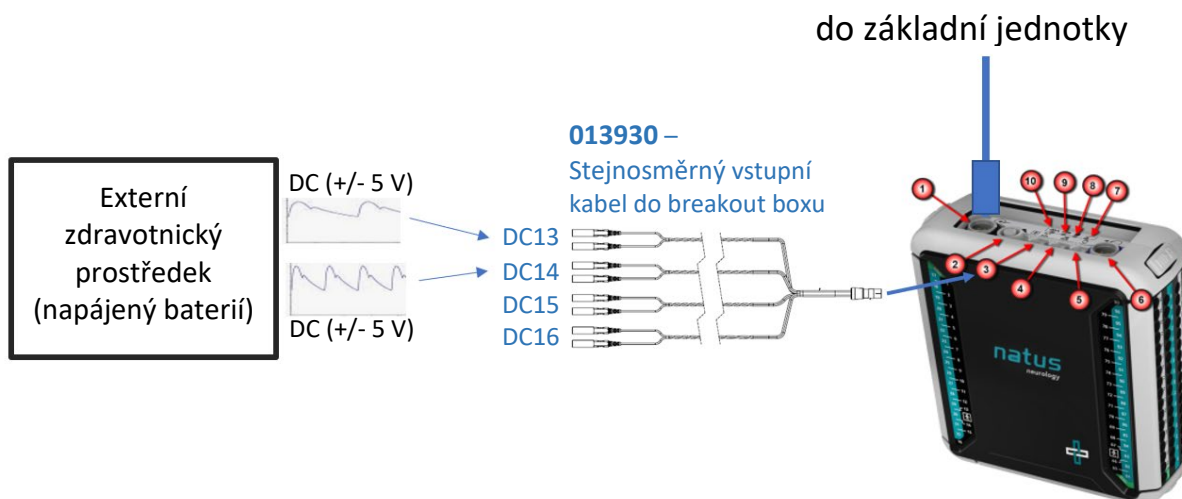 do základní jednotky
013930 –
Stejnosměrný vstupní
kabel do breakout boxu
Externí
zdravotnický
prostředek
(napájený baterií)
DC (+/- 5 V)
DC (+/- 5 V)
DC13
DC14
DC15
DC16
1
10
9
8
7
2
3
4
5
6
natus
neurology